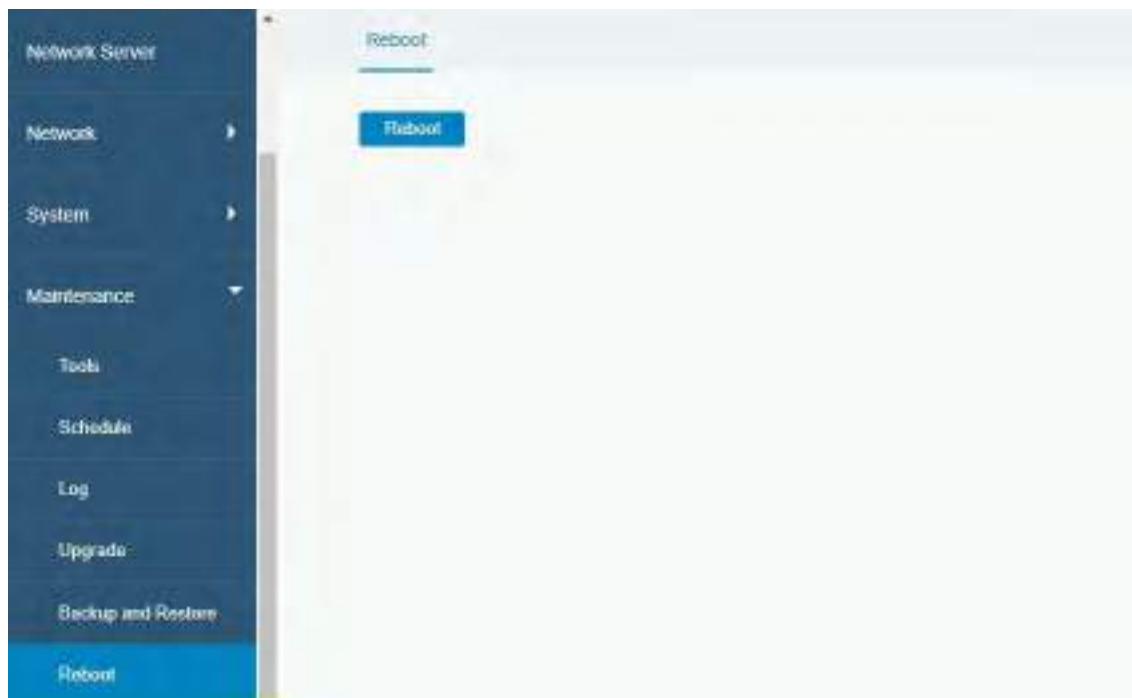 Network Server
Network
System
Maintenance
Tools
Schedule
Log
Upgrade
Backup and Restore
Reboot
Reboot
Reboot